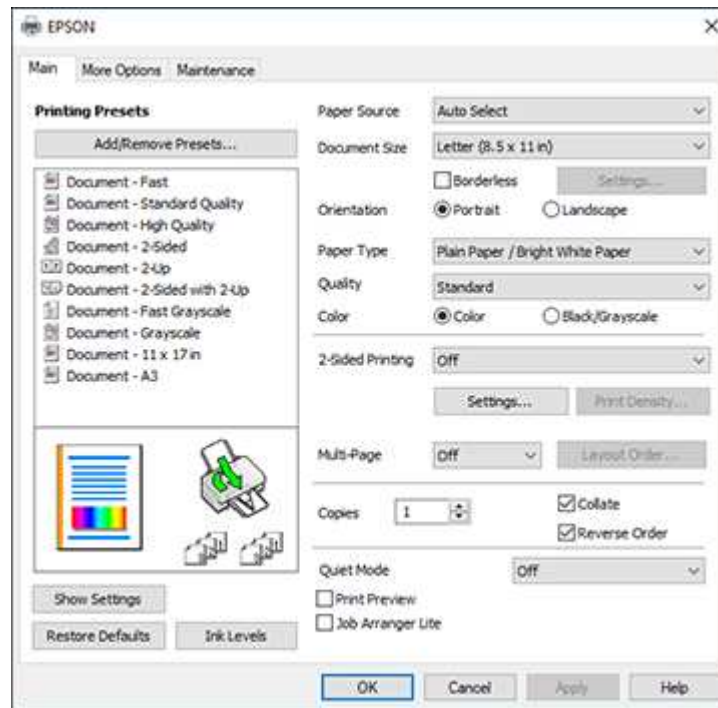 EPSON
Main More Options Maintenance
Printing Presets
Add/Remove Presets...
Document - Fast
Document - Standard Quality
Document - High Quality
Document - 2-Sided
Document - 2-Up
Document - 2-Sided with 2-Up
Document - Fast Grayscale
Document - Grayscale
Document - 11 x 17 in
Document - A3
Show Settings
Restore Defaults Ink Levels
Paper Source Auto Select
Document Size Letter (8.5 x 11 in)
Borderless Settings...
Orientation Portrait Landscape
Paper Type Plain Paper / Bright White Paper
Quality Standard
Color Color Black/Grayscale
2-Sided Printing Off
Settings... Print Density...
Multi-Page Off Layout Order...
Copies 1 Collate
Reverse Order
Quiet Mode Off
Print Preview
Job Arranger Lite
OK Cancel Apply Help